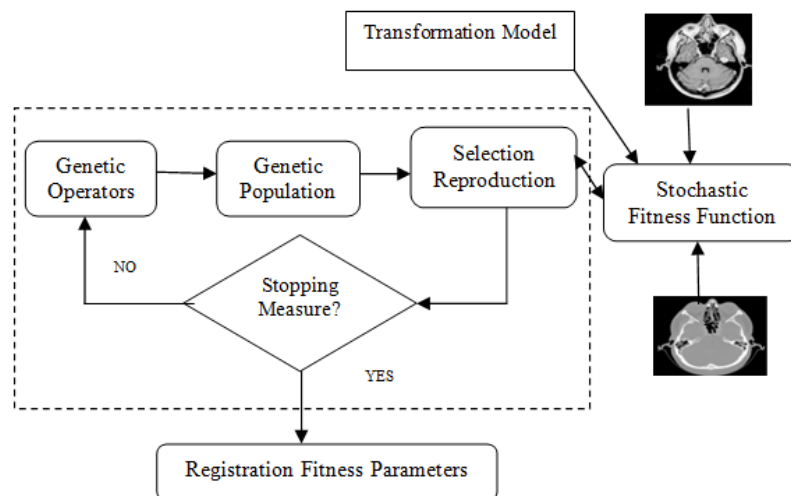 Transformation Model
Genetic
Operators
Genetic
Population
Selection
Reproduction
Stochastic
Fitness Function
NO
Stopping
Measure?
YES
Registration Fitness Parameters